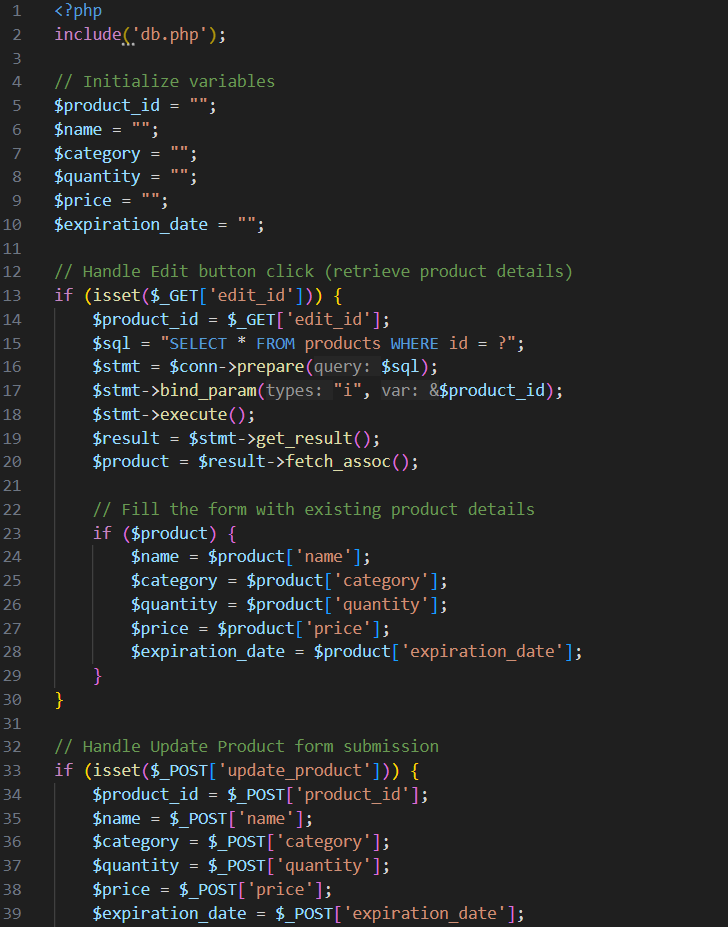 1 <?php
2 include('db.php');
3
4 // Initialize variables
5 $product_id = "";
6 $name = "";
7 $category = "";
8 $quantity = "";
9 $price = "";
10 $expiration_date = "";
11
12 // Handle Edit button click (retrieve product details)
13 if (isset($_GET['edit_id'])) {
14 $product_id = $_GET['edit_id'];
15 $sql = "SELECT * FROM products WHERE id = ?";
16 $stmt = $conn->prepare(query: $sql);
17 $stmt->bind_param(types: "i", var: &$product_id);
18 $stmt->execute();
19 $result = $stmt->get_result();
20 $product = $result->fetch_assoc();
21
22 // Fill the form with existing product details
23 if ($product) {
24 $name = $product['name'];
25 $category = $product['category'];
26 $quantity = $product['quantity'];
27 $price = $product['price'];
28 $expiration_date = $product['expiration_date'];
29 }
30 }
31
32 // Handle Update Product form submission
33 if (isset($_POST['update_product'])) {
34 $product_id = $_POST['product_id'];
35 $name = $_POST['name'];
36 $category = $_POST['category'];
37 $quantity = $_POST['quantity'];
38 $price = $_POST['price'];
39 $expiration_date = $_POST['expiration_date'];